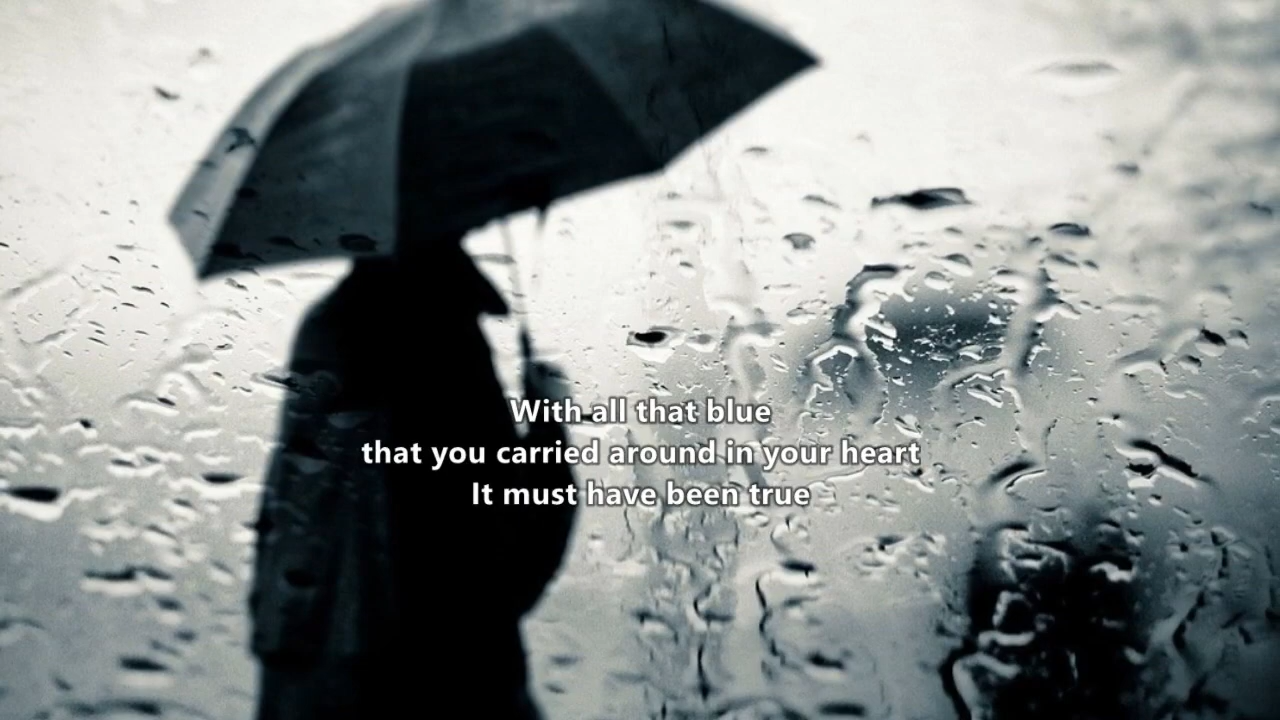 With all that blue
that you carried around in your heart
It must have been true